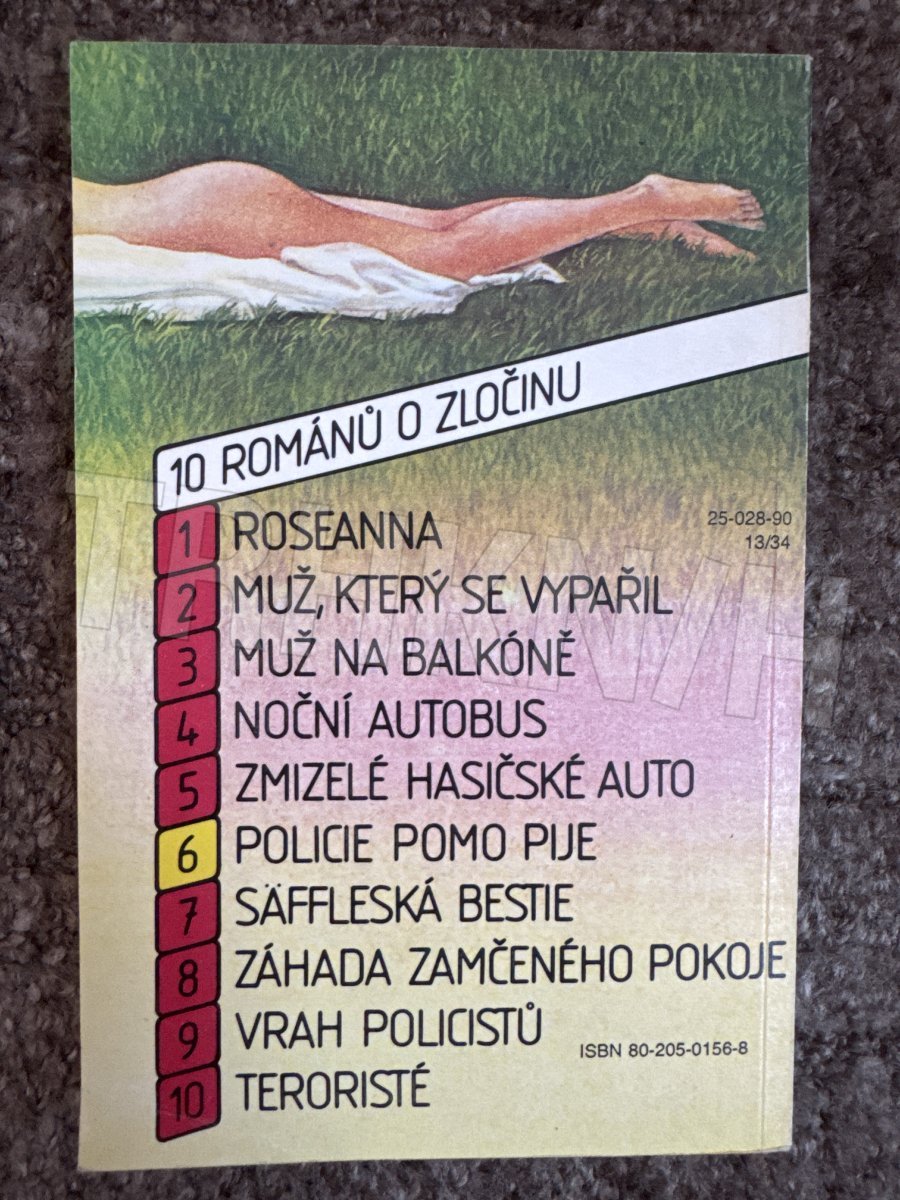 10 ROMÁNŮ O ZLOČINU
25-028-90
13/34
1 ROSEANNA
2 MUŽ, KTERÝ SE VYPAŘIL
3 MUŽ NA BALKÓNĚ
4 NOČNÍ AUTOBUS
5 ZMIZELÉ HASIČSKÉ AUTO
6 POLICIE POMO PIJE
7 SÄFFLESKÁ BESTIE
8 ZÁHADA ZAMČENÉHO POKOJE
9 VRAH POLICISTŮ
ISBN 80-205-0156-8
10 TERORISTÉ